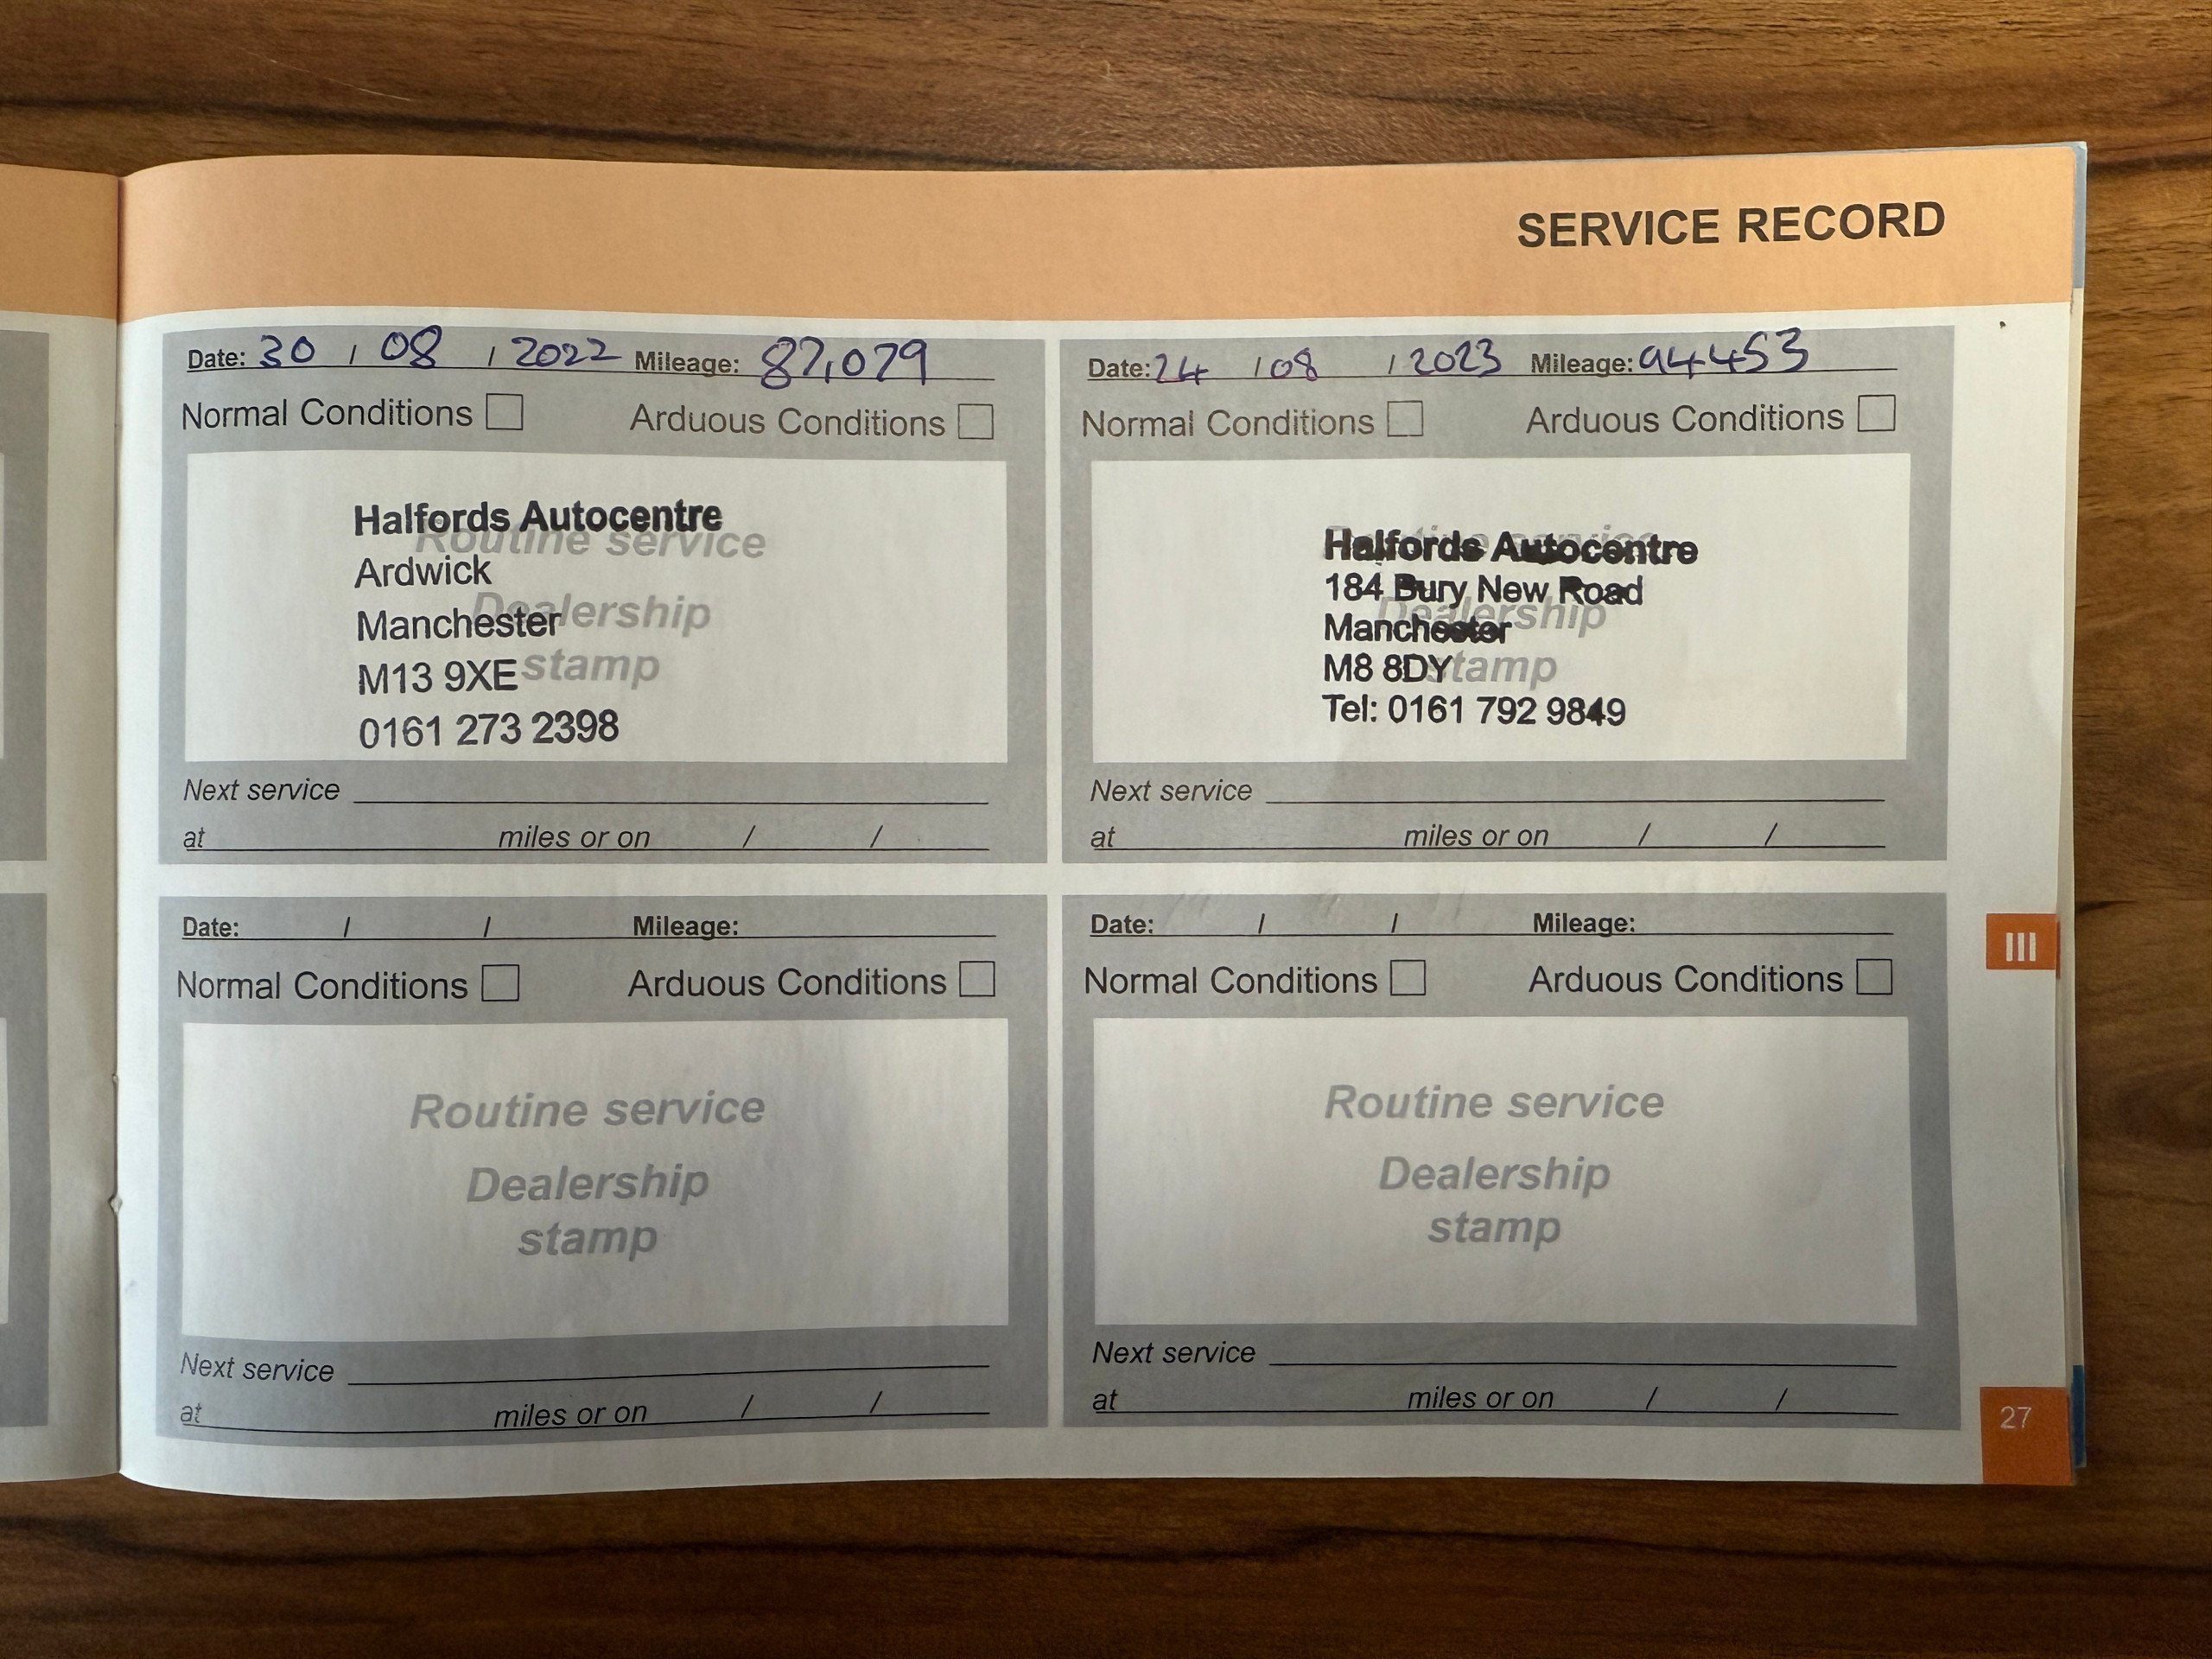 SERVICE RECORD
Date: 30 / 08 / 2022 Mileage: 87,079
Normal Conditions Arduous Conditions
Halfords Autocentre
Routine service
Ardwick
Dealership
Manchester
stamp
M13 9XE
0161 273 2398
Next service
at miles or on / /
Date: 24 / 08 / 2023 Mileage: 94453
Normal Conditions Arduous Conditions
Routine service
Halfords Autocentre
184 Bury New Road
Dealership
Manchester
stamp
M8 8DY
Tel: 0161 792 9849
Next service
at miles or on / /
Date: / / Mileage:
Normal Conditions Arduous Conditions
Routine service
Dealership
stamp
Next service
at miles or on / /
Date: / / Mileage:
Normal Conditions Arduous Conditions
Routine service
Dealership
stamp
Next service
at miles or on / /
III
27